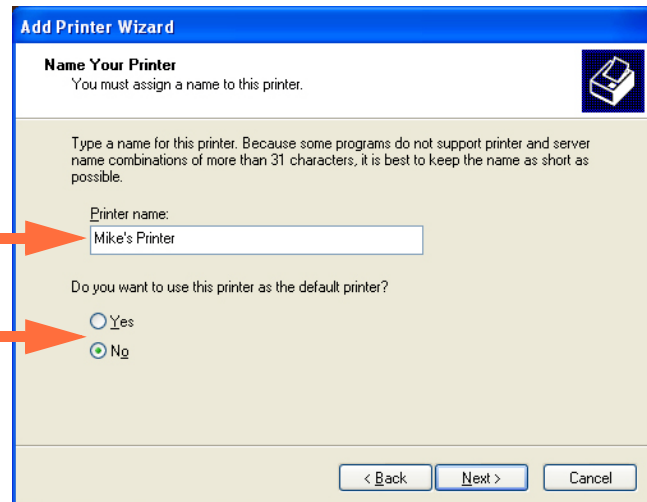 Add Printer Wizard
Name Your Printer
You must assign a name to this printer.
Type a name for this printer. Because some programs do not support printer and server
name combinations of more than 31 characters, it is best to keep the name as short as
possible.
Printer name:
Mike's Printer
Do you want to use this printer as the default printer?
Yes
No
< Back
Next >
Cancel